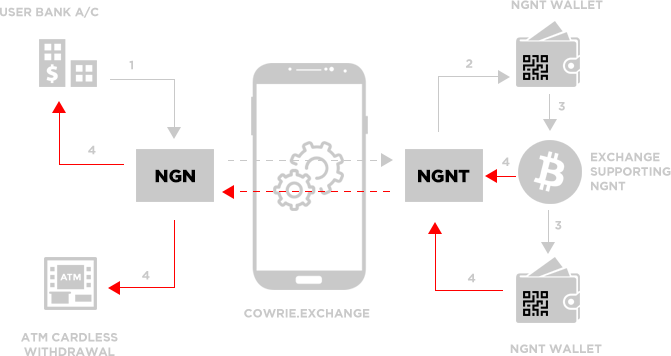 USER BANK A/C
NGNT WALLET
$
1
2
3
4
NGN
NGNT
4
EXCHANGE
SUPPORTING
NGNT
3
4
ATM
4
COWRIE.EXCHANGE
ATM CARDLESS
WITHDRAWAL
NGNT WALLET